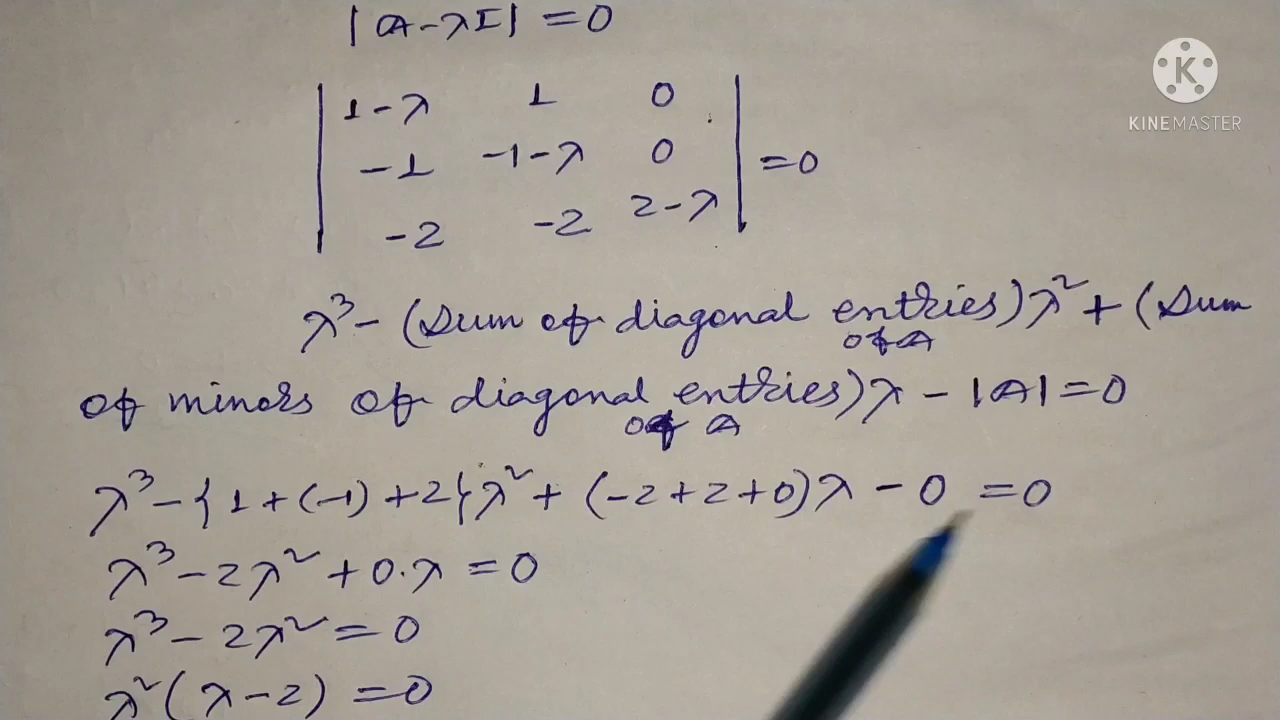 |A-λI| = 0
1-λ 1 0
-1 -1-λ 0 =0
-2 -2 2-λ
λ³ - (Sum of diagonal entries)λ² + (Sum
of A
of minors of diagonal entries)λ - |A| = 0
of A
λ³ - {1 + (-1) + 2}λ² + (-2+2+0)λ - 0 = 0
λ³ - 2λ² + 0.λ = 0
λ³ - 2λ² = 0
λ²(λ-2) = 0
K
KINEMASTER